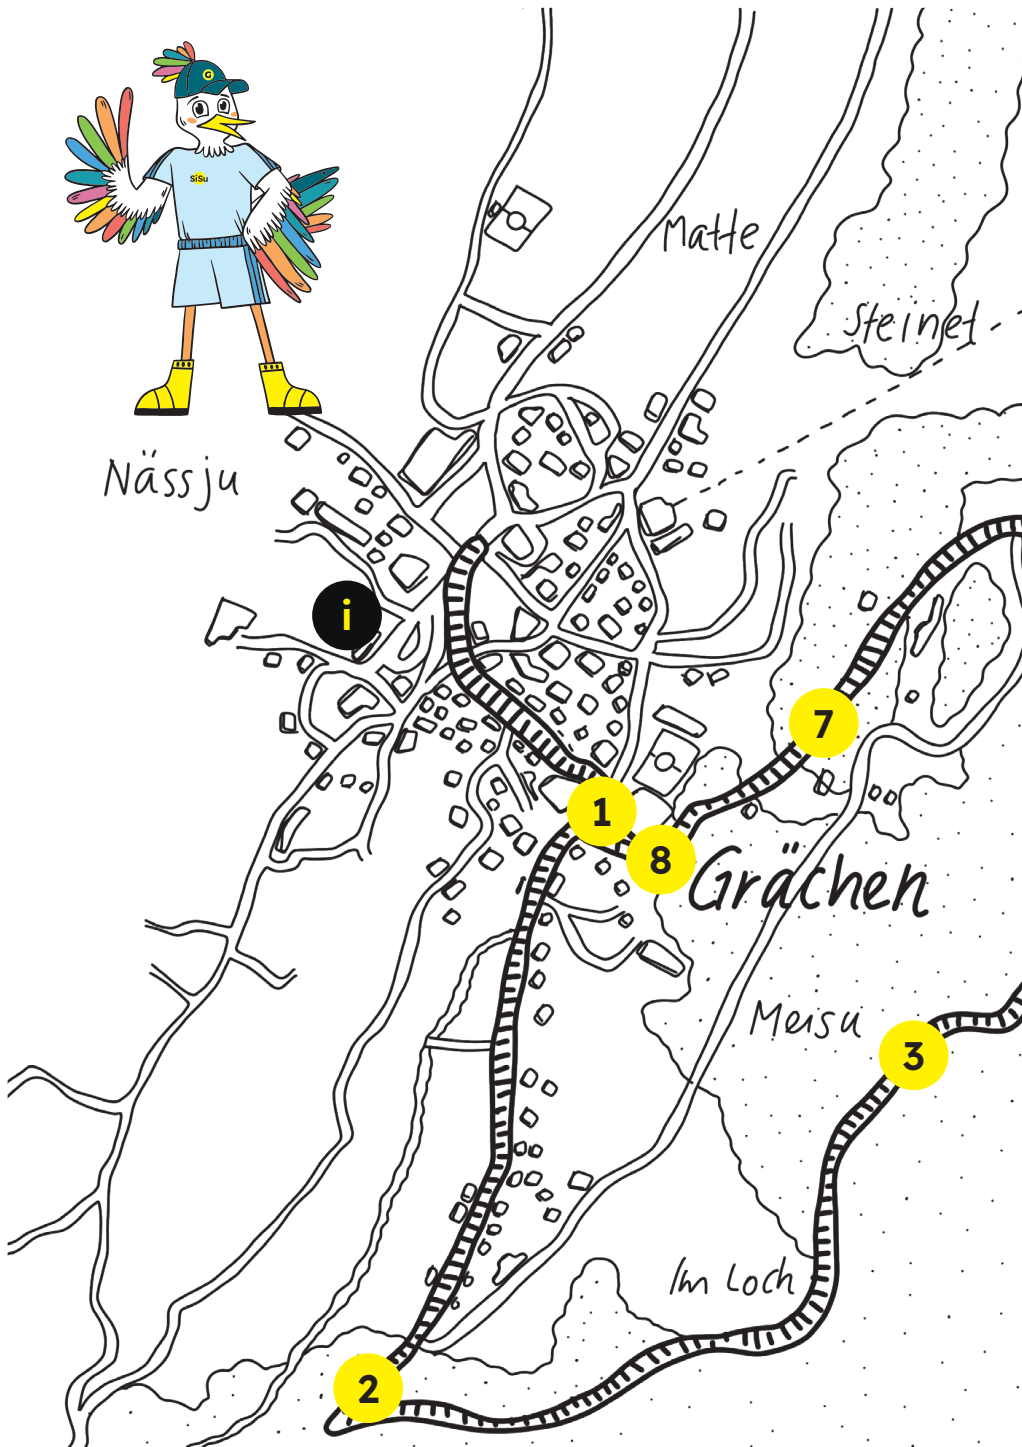 G
SiSu
Matte
Steinet
Nässju
i
7
1
8
Grächen
Meisu
3
Im Loch
2